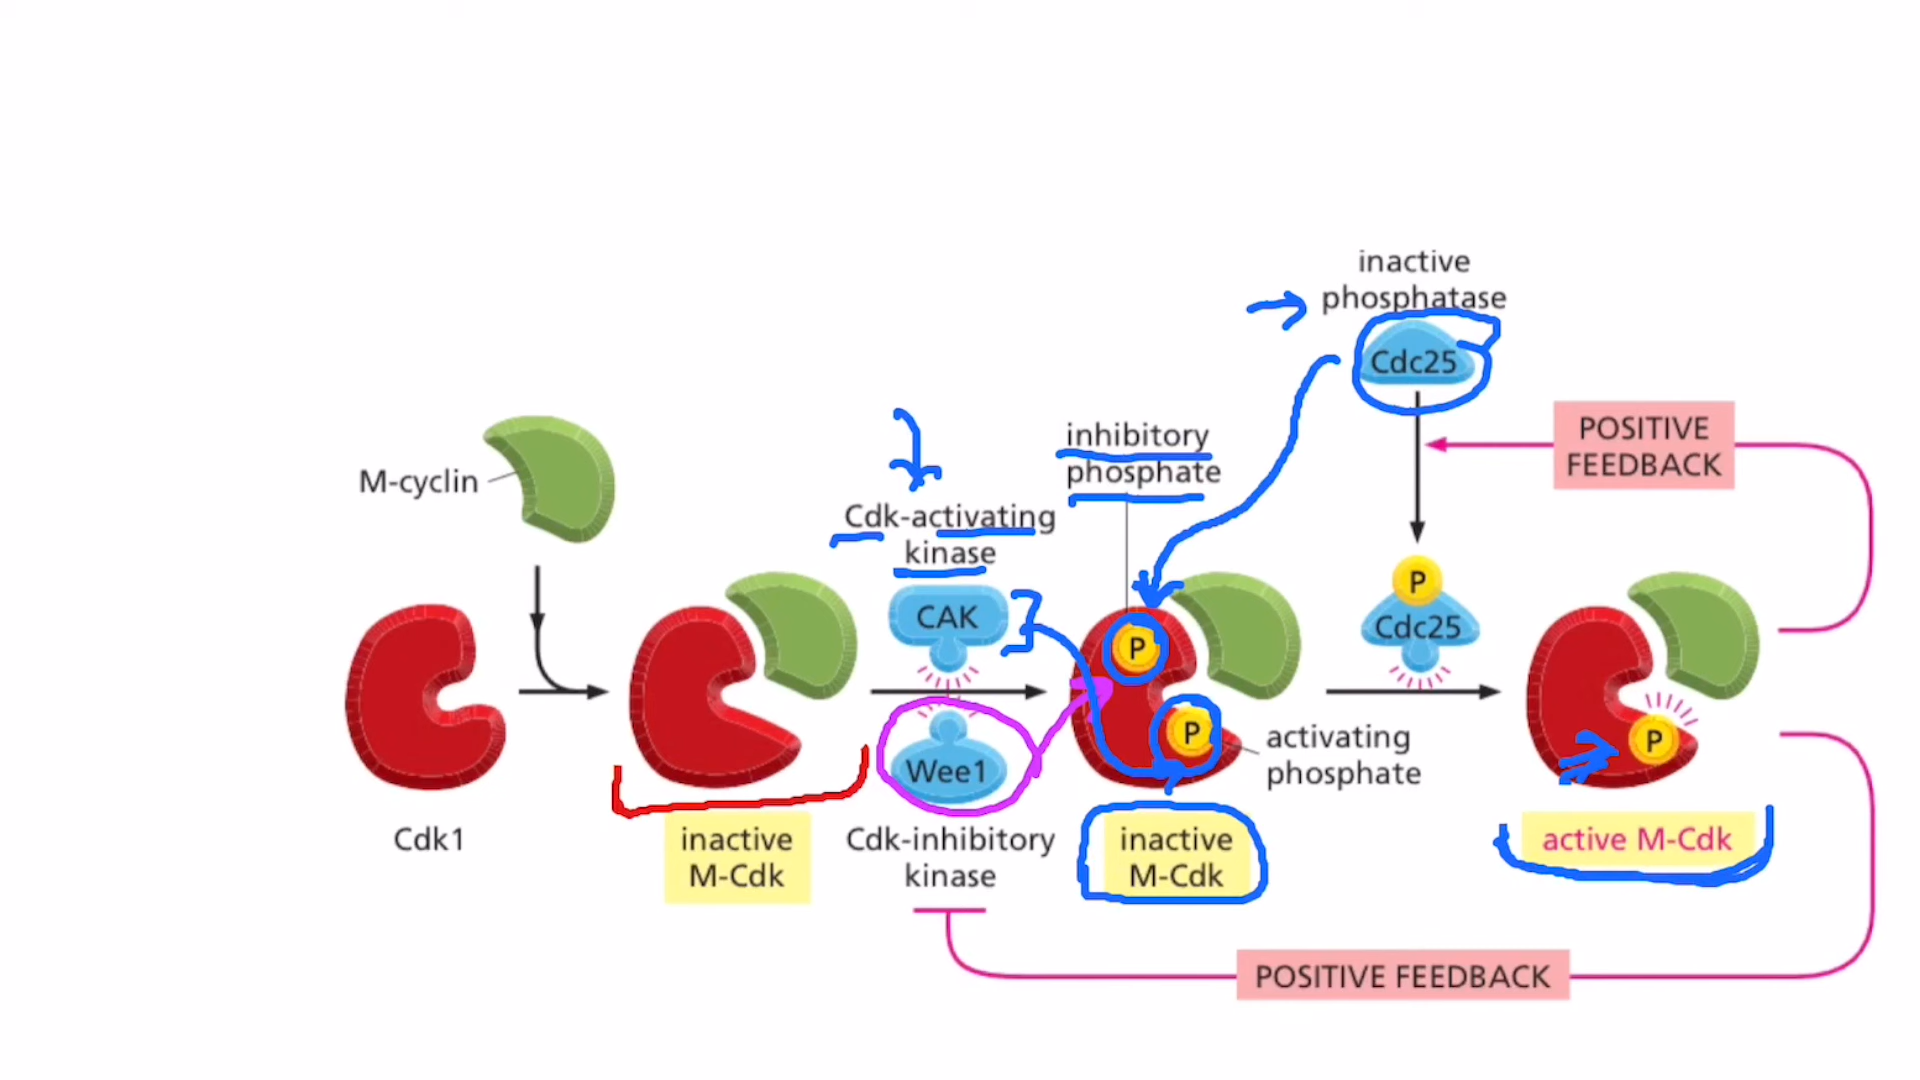 inactive
phosphatase
Cdc25
POSITIVE
FEEDBACK
inhibitory
phosphate
M-cyclin
Cdk-activating
kinase
CAK
P
Cdc25
P
P
P
Wee1
activating
phosphate
Cdk1
inactive
M-Cdk
Cdk-inhibitory
kinase
inactive
M-Cdk
active M-Cdk
POSITIVE FEEDBACK